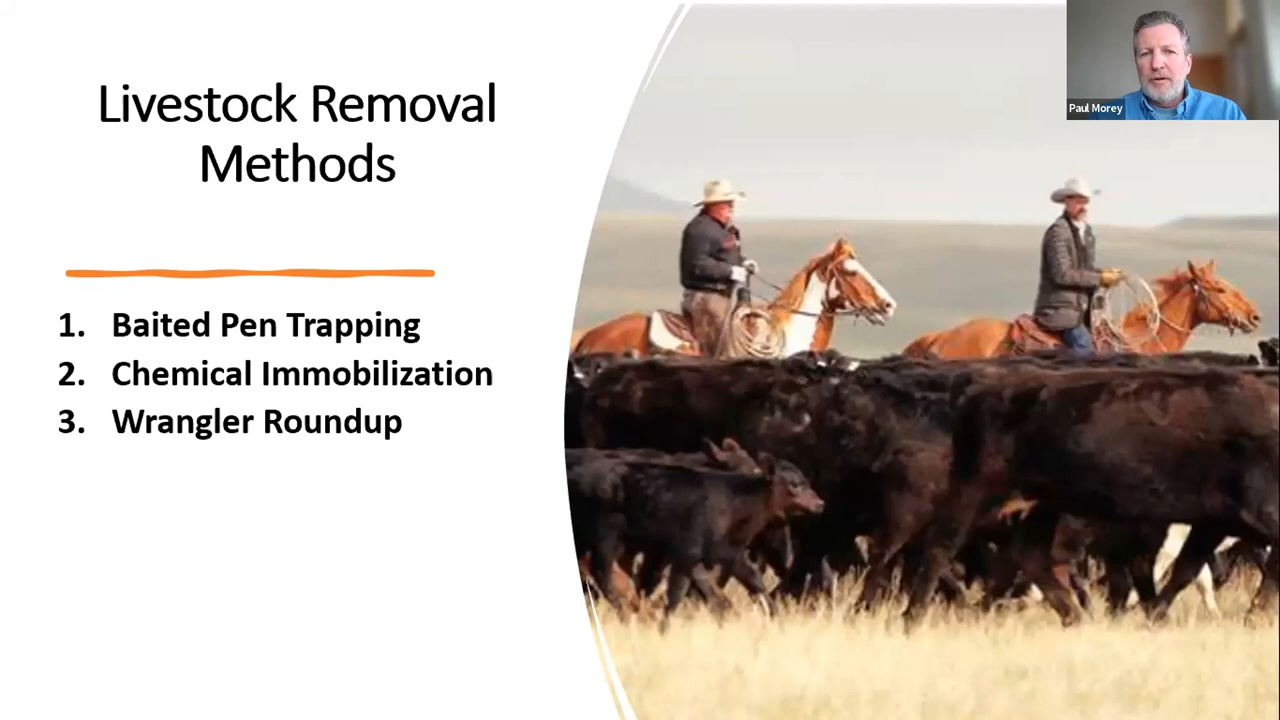 Livestock Removal
Methods
1. Baited Pen Trapping
2. Chemical Immobilization
3. Wrangler Roundup
Paul Morey